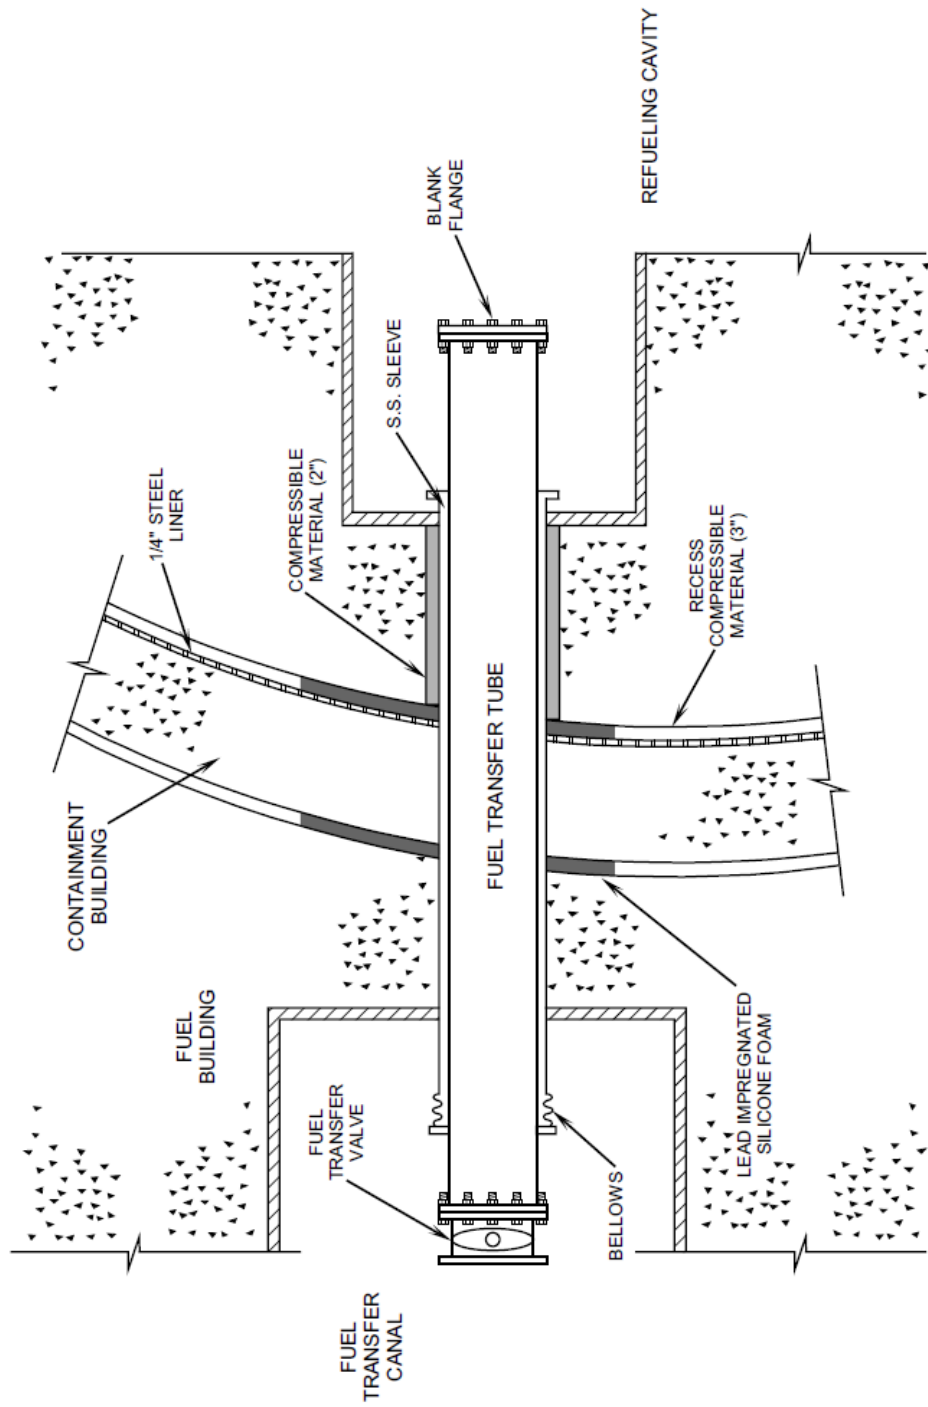 REFUELING CAVITY
BLANK
FLANGE
S.S. SLEEVE
COMPRESSIBLE
MATERIAL (2")
1/4" STEEL
LINER
RECESS
COMPRESSIBLE
MATERIAL (3")
FUEL TRANSFER TUBE
CONTAINMENT
BUILDING
FUEL
BUILDING
FUEL
TRANSFER
VALVE
LEAD IMPREGNATED
SILICONE FOAM
BELLOWS
FUEL
TRANSFER
CANAL